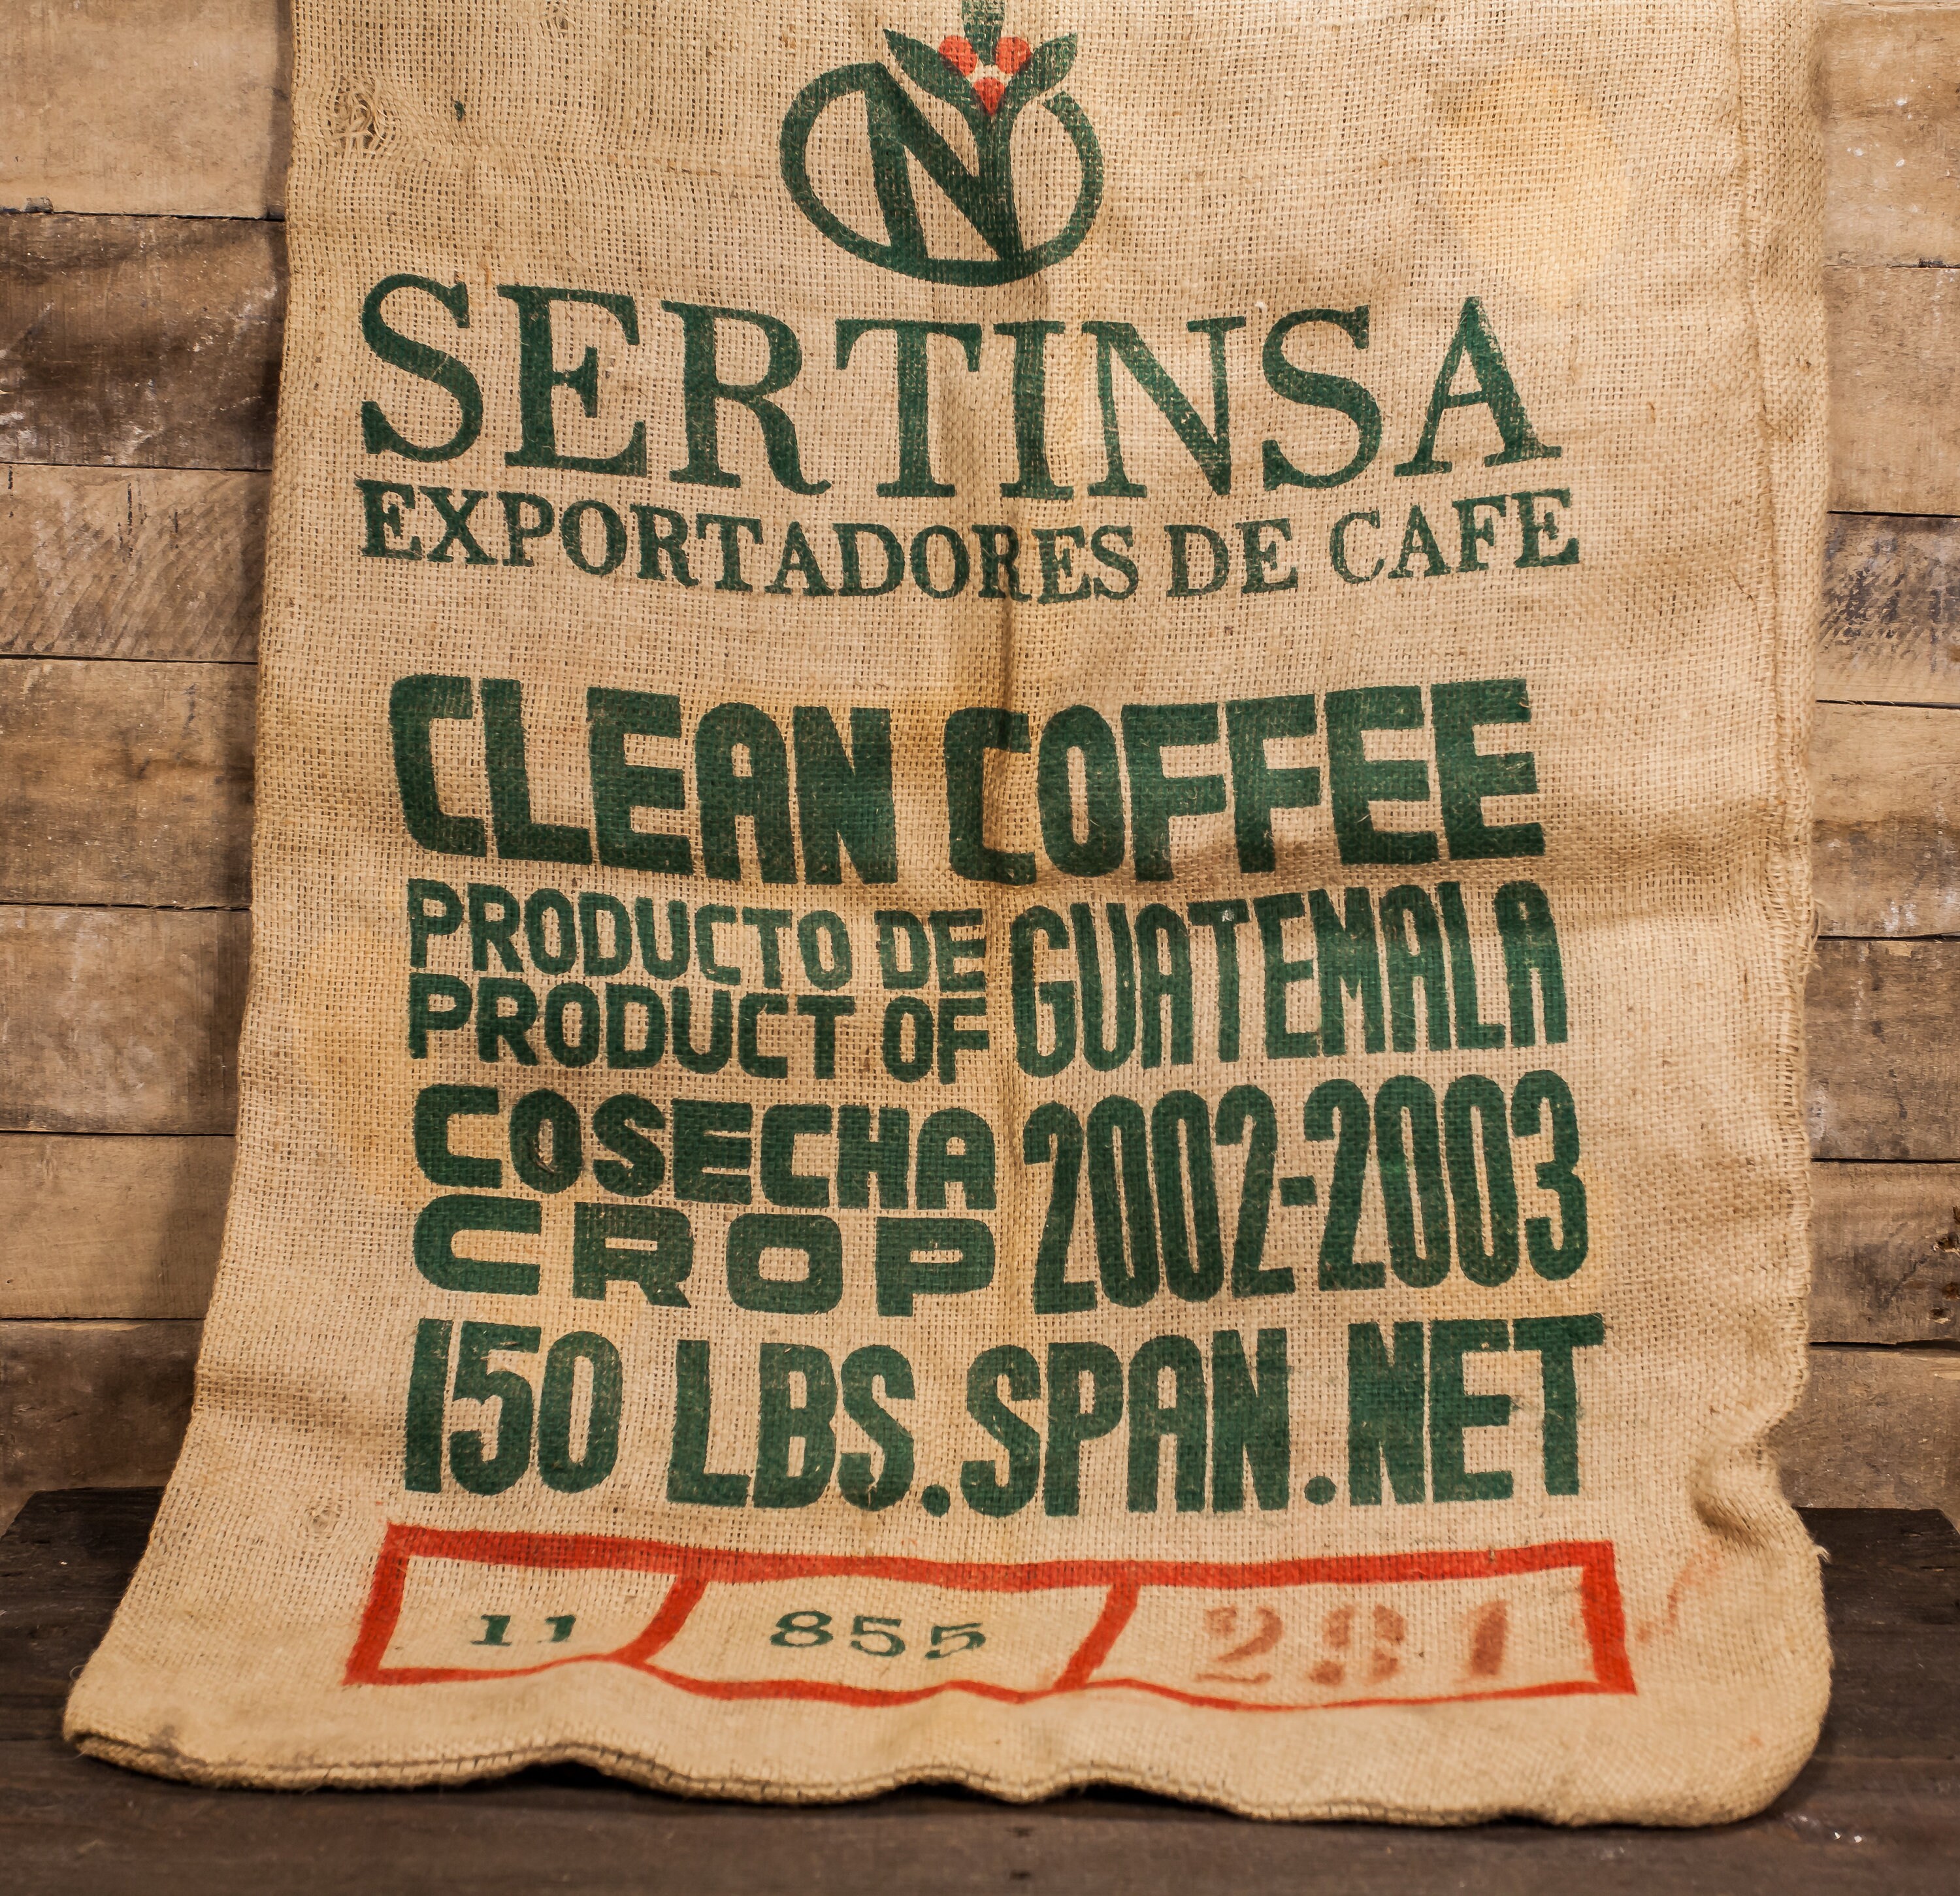 N
SERTINSA
EXPORTADORES DE CAFE
CLEAN COFFEE
PRODUCTO DE
PRODUCT OF
GUATEMALA
COSECHA
CROP
2002-2003
150 LBS.SPAN.NET
11 855